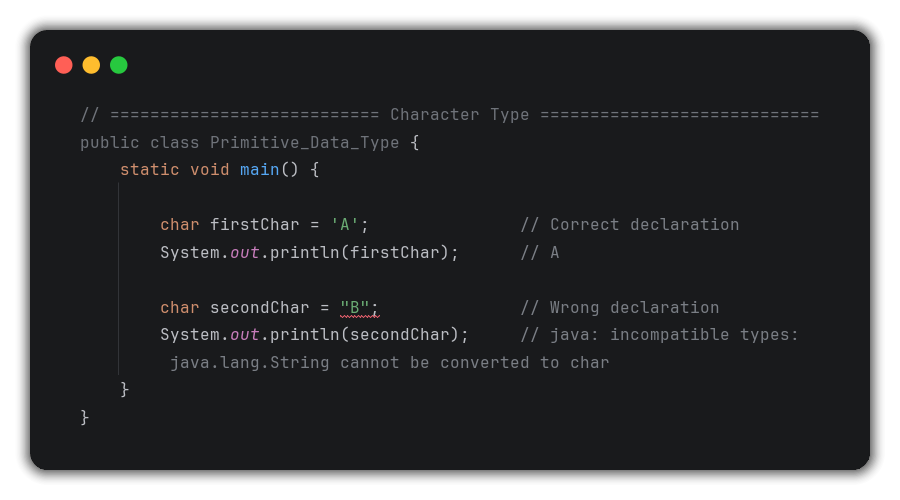 // =========================== Character Type ============================
public class Primitive_Data_Type {
    static void main() {
        char firstChar = 'A';               // Correct declaration
        System.out.println(firstChar);      // A
        char secondChar = "B";              // Wrong declaration
        System.out.println(secondChar);     // java: incompatible types:
         java.lang.String cannot be converted to char
    }
}